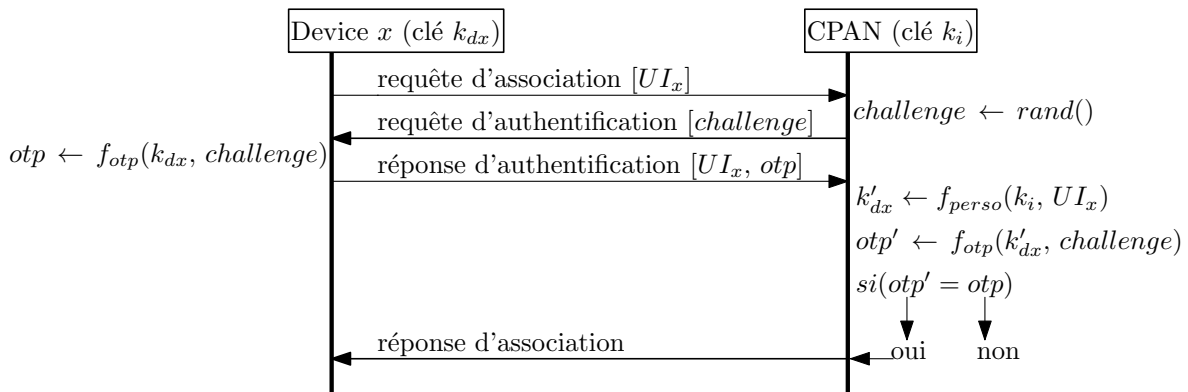 Device x (clé k_dx)
CPAN (clé k_i)
requête d'association [UI_x]
challenge ← rand()
requête d'authentification [challenge]
otp ← f_otp(k_dx, challenge)
réponse d'authentification [UI_x, otp]
k'_dx ← f_perso(k_i, UI_x)
otp' ← f_otp(k'_dx, challenge)
si(otp' = otp)
réponse d'association
oui
non